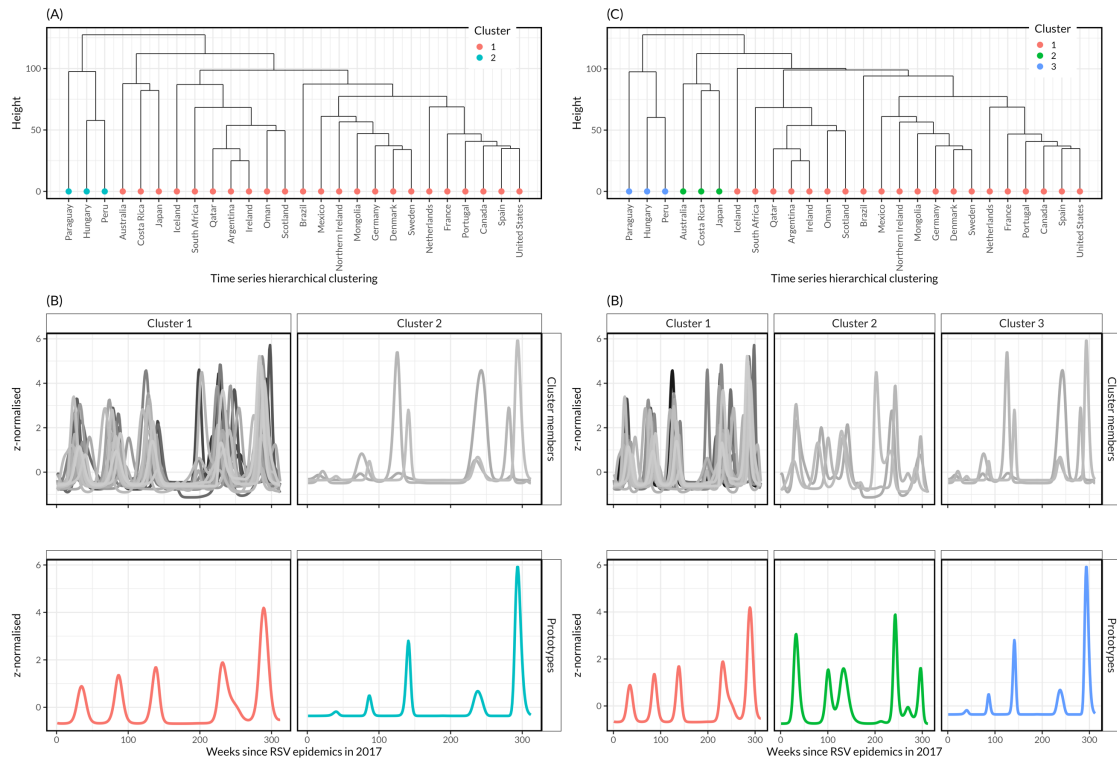 (A)
Cluster
1
2
Height
100
50
0
Paraguay
Hungary
Peru
Australia
Costa Rica
Japan
Iceland
South Africa
Qatar
Argentina
Ireland
Oman
Scotland
Brazil
Mexico
Northern Ireland
Mongolia
Germany
Denmark
Sweden
Netherlands
France
Portugal
Canada
Spain
United States
Time series hierarchical clustering
(C)
Cluster
1
2
3
Height
100
50
0
Paraguay
Hungary
Peru
Australia
Costa Rica
Japan
Iceland
South Africa
Qatar
Argentina
Ireland
Oman
Scotland
Brazil
Mexico
Northern Ireland
Mongolia
Germany
Denmark
Sweden
Netherlands
France
Portugal
Canada
Spain
United States
Time series hierarchical clustering
(B)
Cluster 1
Cluster 2
z-normalised
6
4
2
0
Cluster members
z-normalised
6
4
2
0
Prototypes
0
100
200
300
0
100
200
300
Weeks since RSV epidemics in 2017
(B)
Cluster 1
Cluster 2
Cluster 3
z-normalised
6
4
2
0
Cluster members
z-normalised
6
4
2
0
Prototypes
0
100
200
300
0
100
200
300
0
100
200
300
Weeks since RSV epidemics in 2017